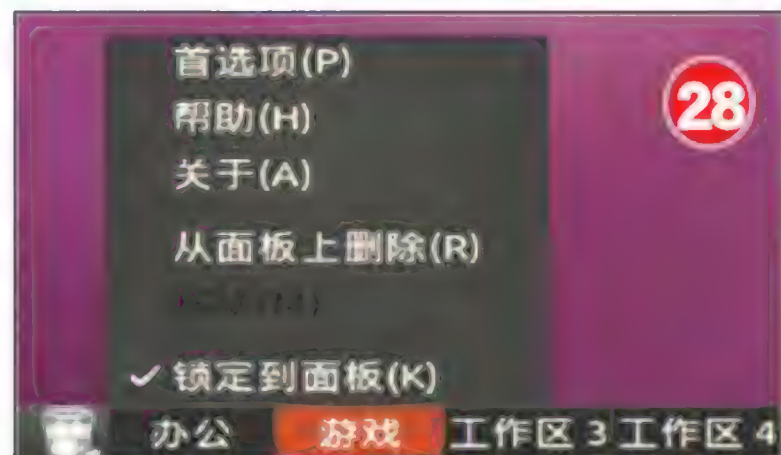 首选项(P)
28
帮助(H)
关于(A)
从面板上删除(R)
锁定到面板(K)
办公 游戏 工作区 3 工作区 4